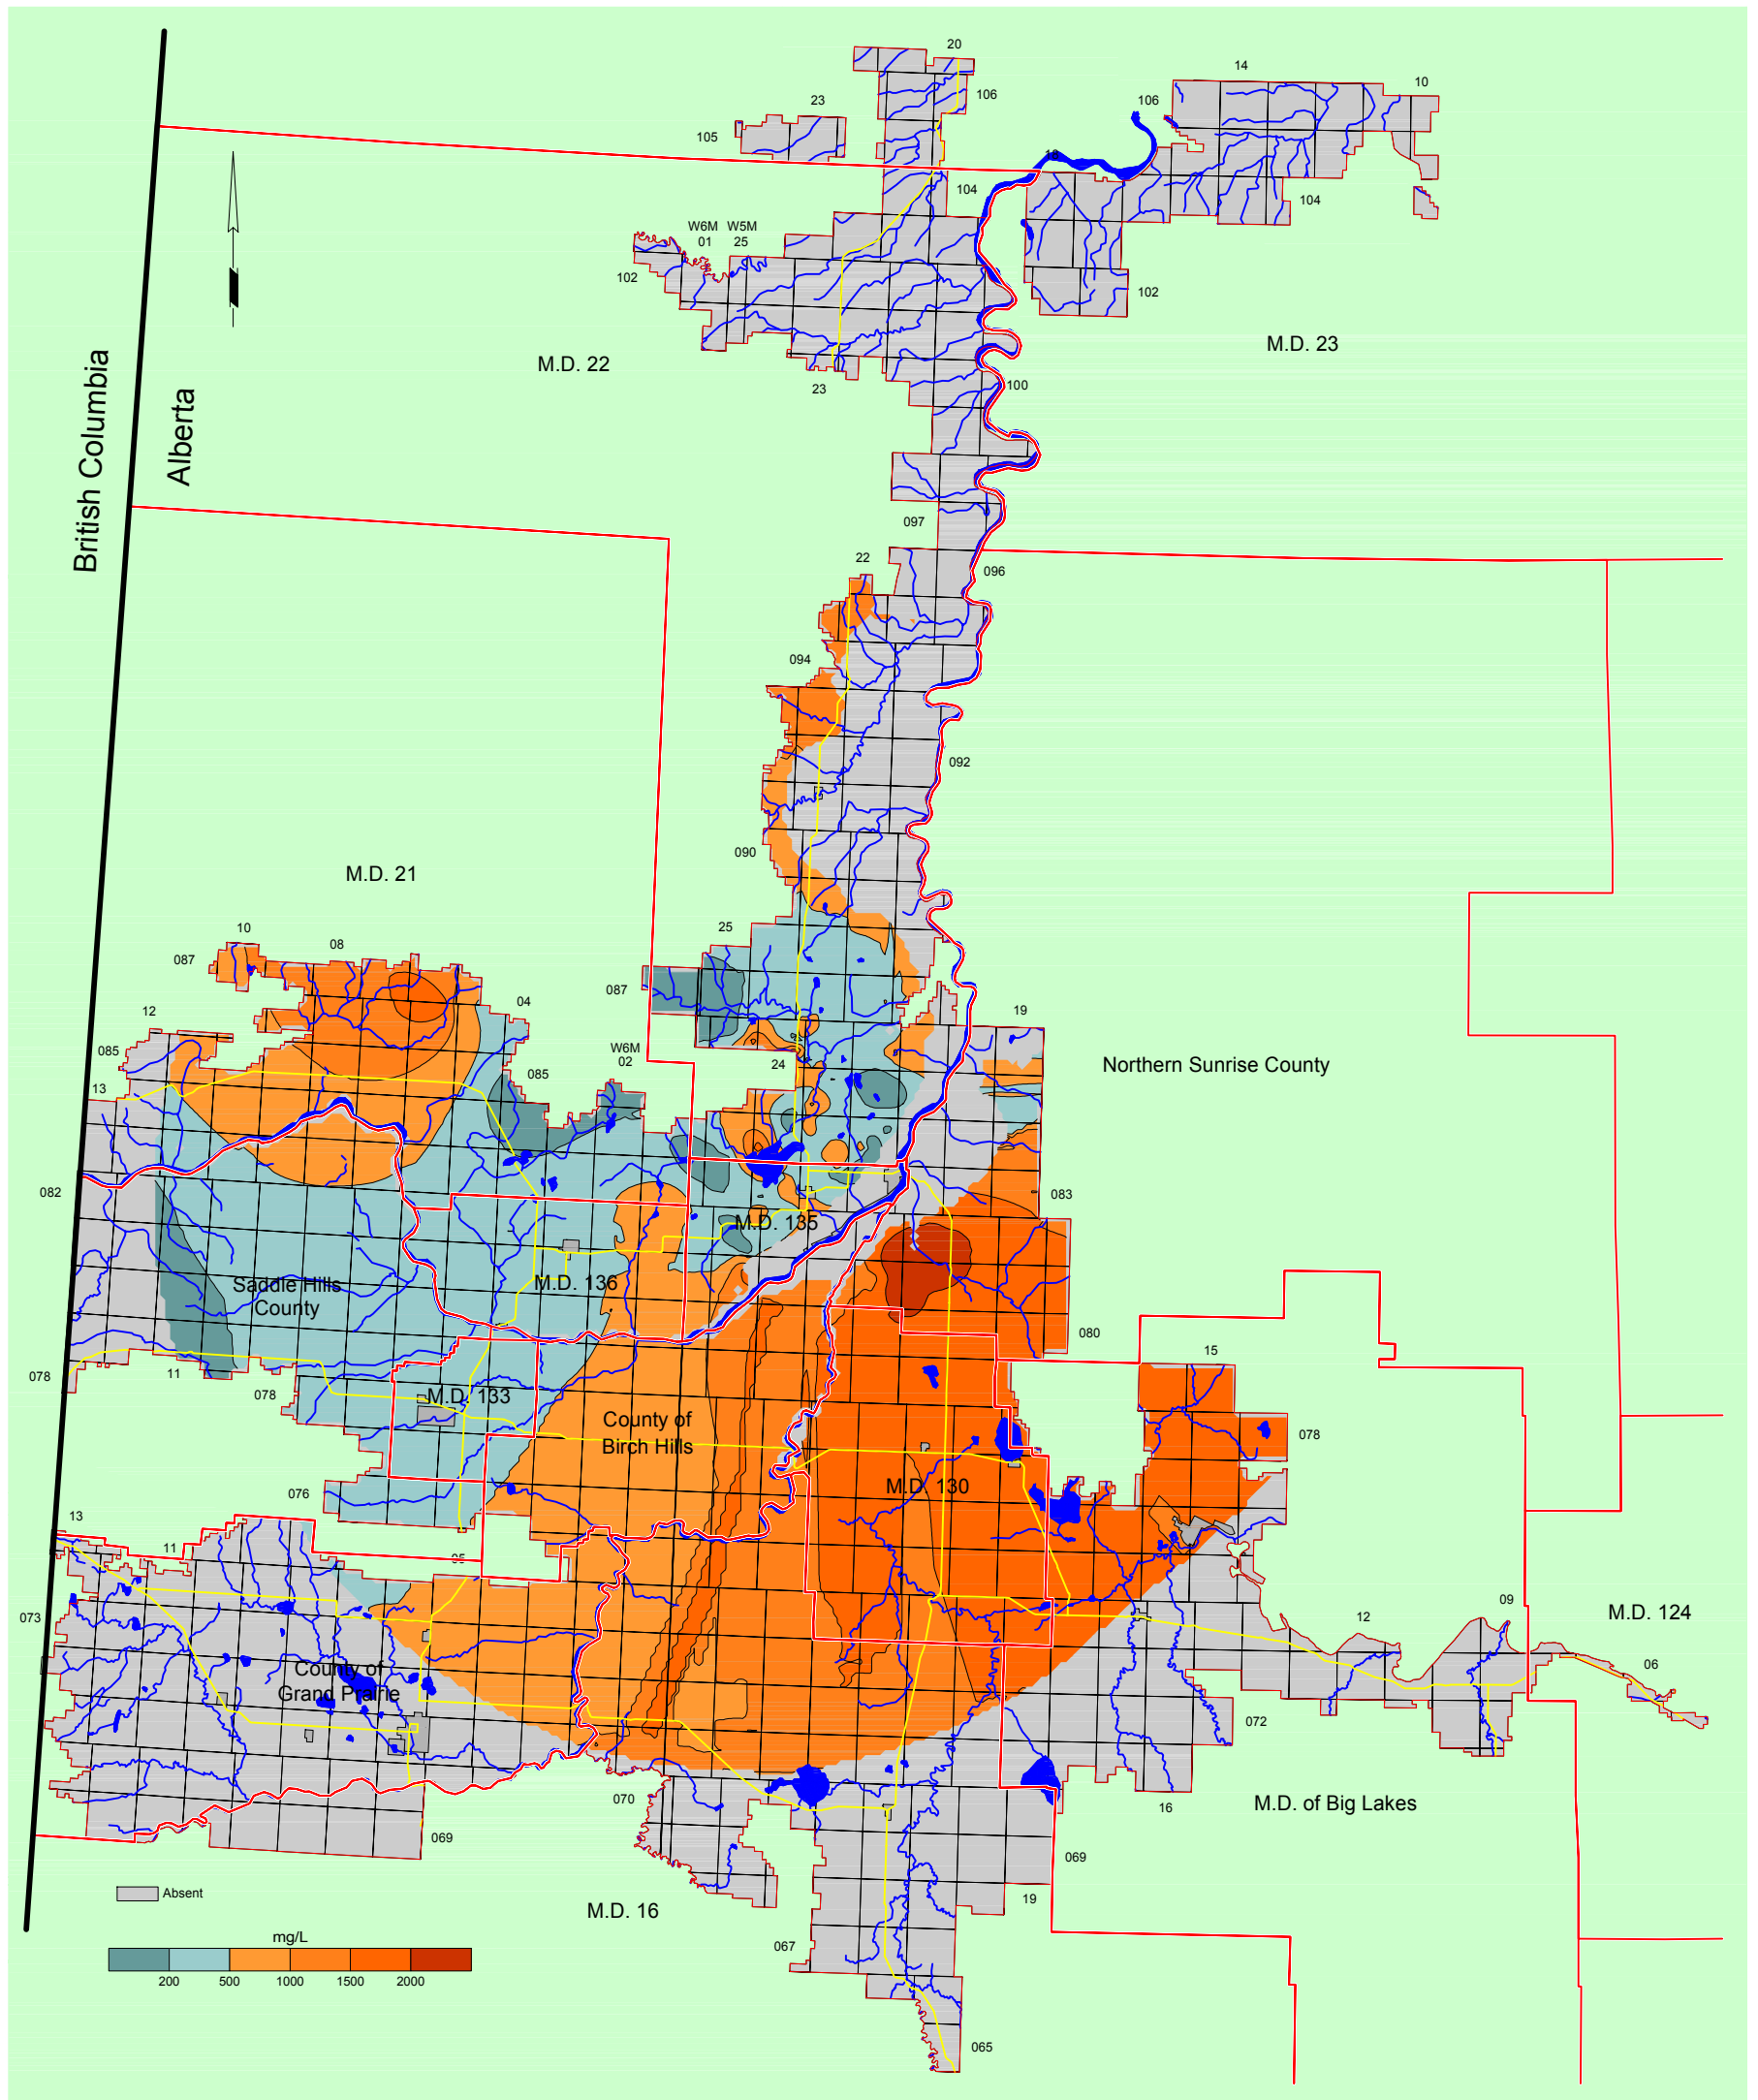 20
14
10
106
23
106
105
18
104
104
W6M W5M
01 25
102
102
M.D. 23
M.D. 22
British Columbia
Alberta
100
23
097
096
22
094
092
090
M.D. 21
25
10
08
087
087
04
12
19
W6M
02
085
24
085
Northern Sunrise County
13
082
083
M.D. 135
Saddle Hills
County
M.D. 136
080
15
11
078
078
M.D. 133
County of
Birch Hills
078
M.D. 130
076
13
11
05
073
12
09
M.D. 124
06
County of
Grand Prairie
072
070
16
M.D. of Big Lakes
069
069
Absent
19
M.D. 16
mg/L
067
200 500 1000 1500 2000
065